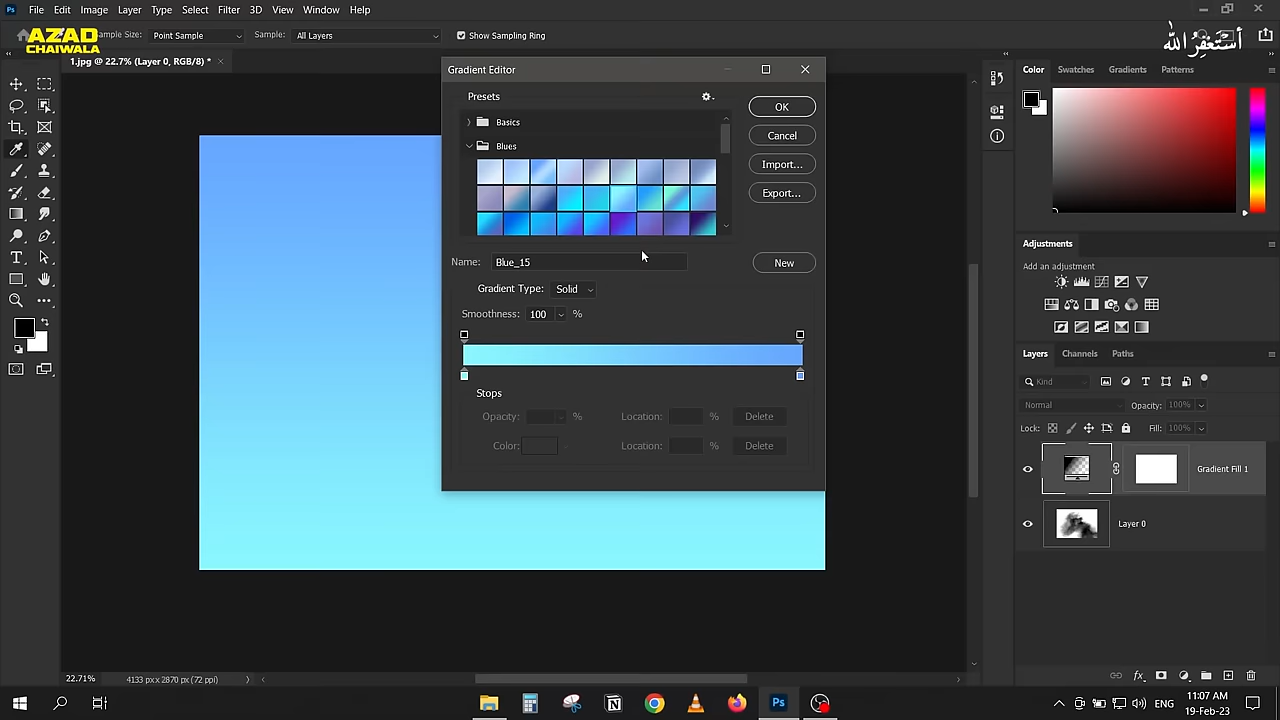 File Edit Image Layer Type Select Filter 3D View Window Help
AZAD
CHAIWALA
Sample Size: Point Sample Sample: All Layers Show Sampling Ring
أستغفر الله
1.jpg @ 22.7% (Layer 0, RGB/8) *
Gradient Editor
Presets
Basics
Blues
OK
Cancel
Import...
Export...
Name: Blue_15
New
Gradient Type: Solid
Smoothness: 100 %
Stops
Opacity: % Location: % Delete
Color: Location: % Delete
Color Swatches Gradients Patterns
Adjustments
Add an adjustment
Layers Channels Paths
Kind
Normal Opacity: 100%
Lock: Fill: 100%
Gradient Fill 1
Layer 0
22.71% 4133 px x 2870 px (72 ppi)
11:07 AM
19-Feb-23